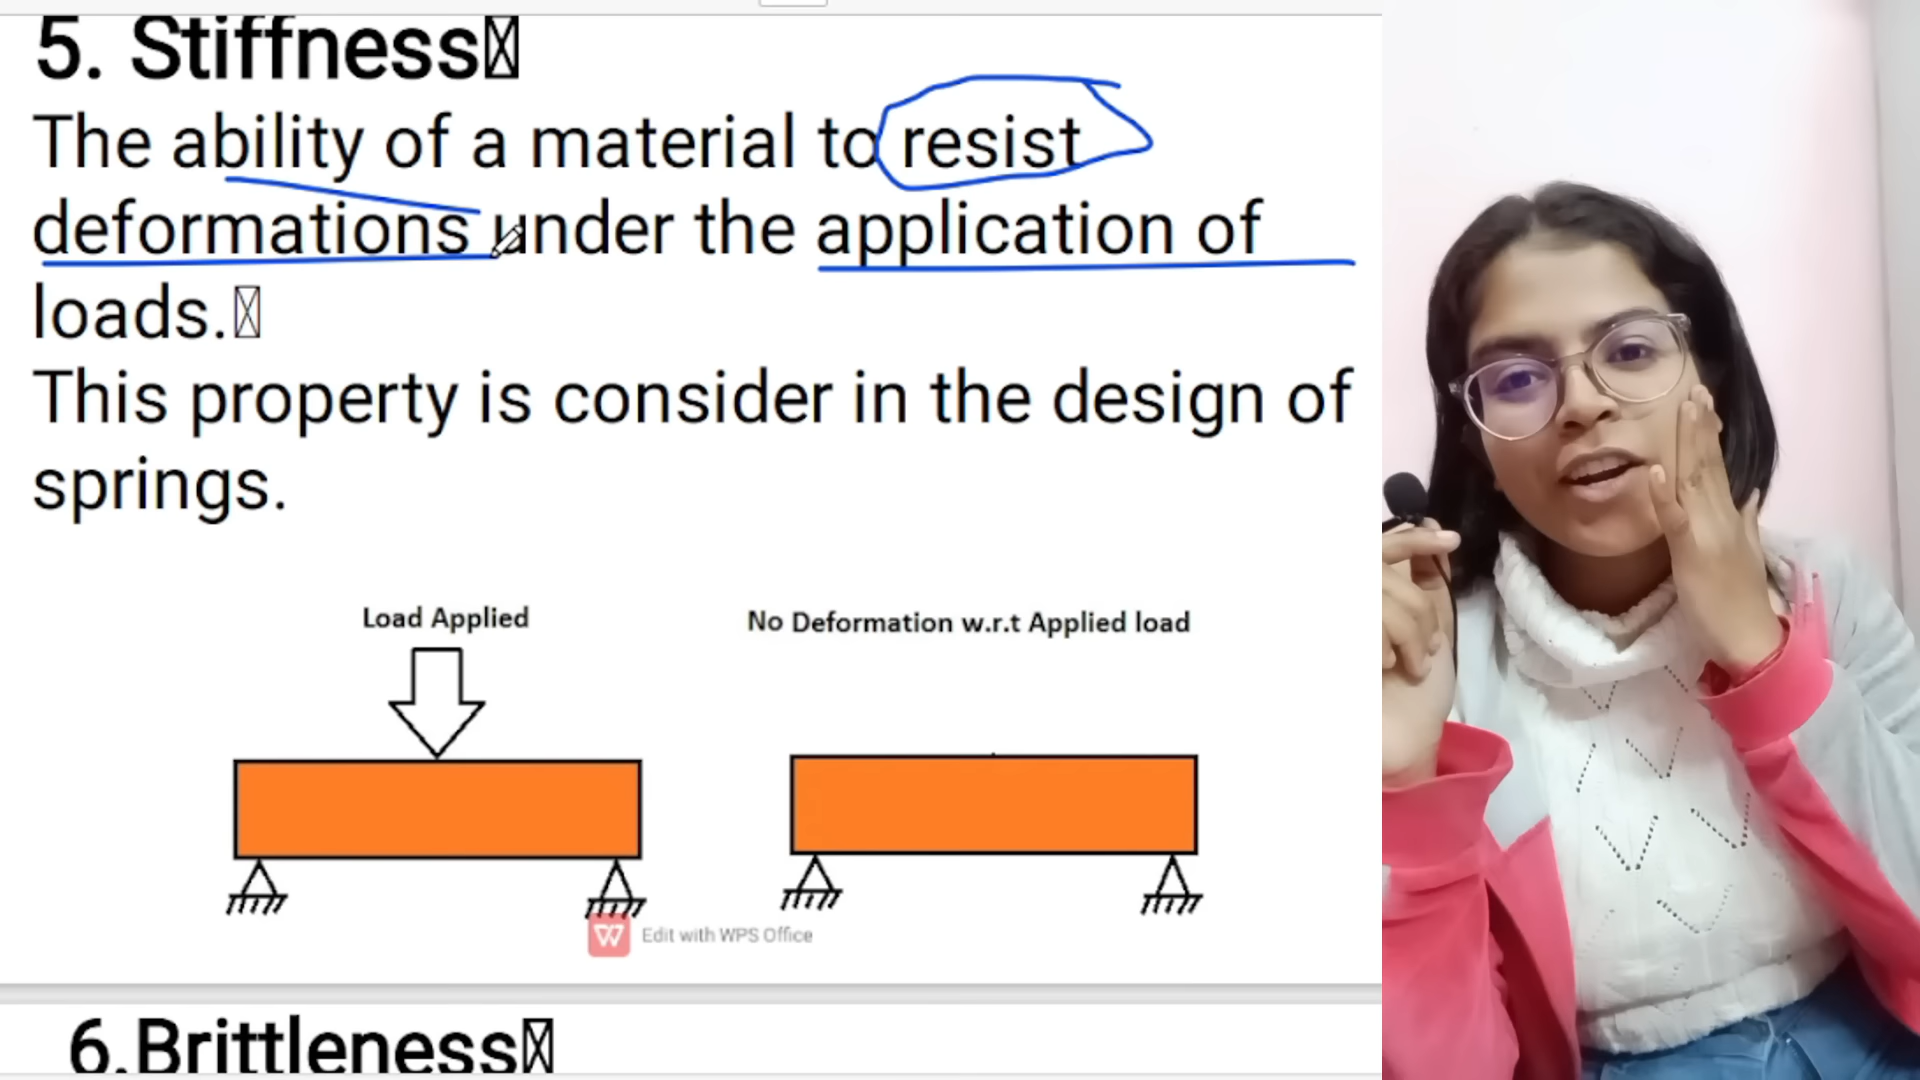 5. Stiffness
The ability of a material to resist
deformations under the application of
loads.
This property is consider in the design of
springs.
Load Applied
No Deformation w.r.t Applied load
Edit with WPS Office
6.Brittleness